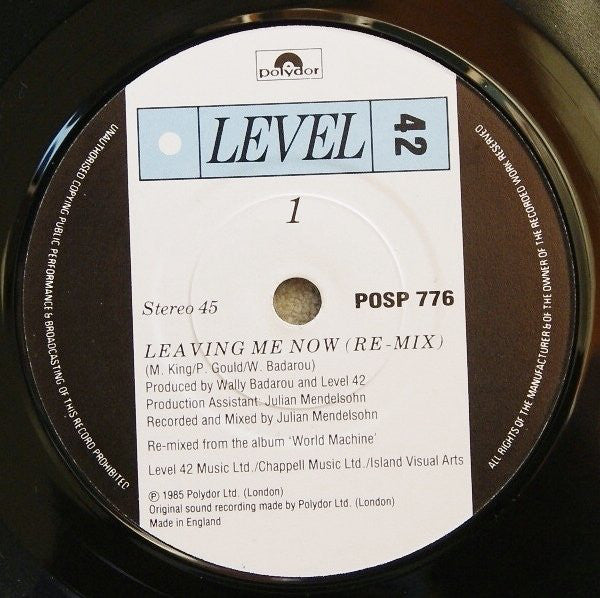 polydor
LEVEL 42
1
Stereo 45
POSP 776
LEAVING ME NOW (RE-MIX)
(M. King/P. Gould/W. Badarou)
Produced by Wally Badarou and Level 42
Production Assistant: Julian Mendelsohn
Recorded and Mixed by Julian Mendelsohn
Re-mixed from the album 'World Machine'
Level 42 Music Ltd./Chappell Music Ltd./Island Visual Arts
℗ 1985 Polydor Ltd. (London)
Original sound recording made by Polydor Ltd. (London)
Made in England
UNAUTHORISED COPYING PUBLIC PERFORMANCE & BROADCASTING OF THIS RECORD PROHIBITED
ALL RIGHTS OF THE MANUFACTURER & OF THE OWNER OF THE RECORDED WORK RESERVED